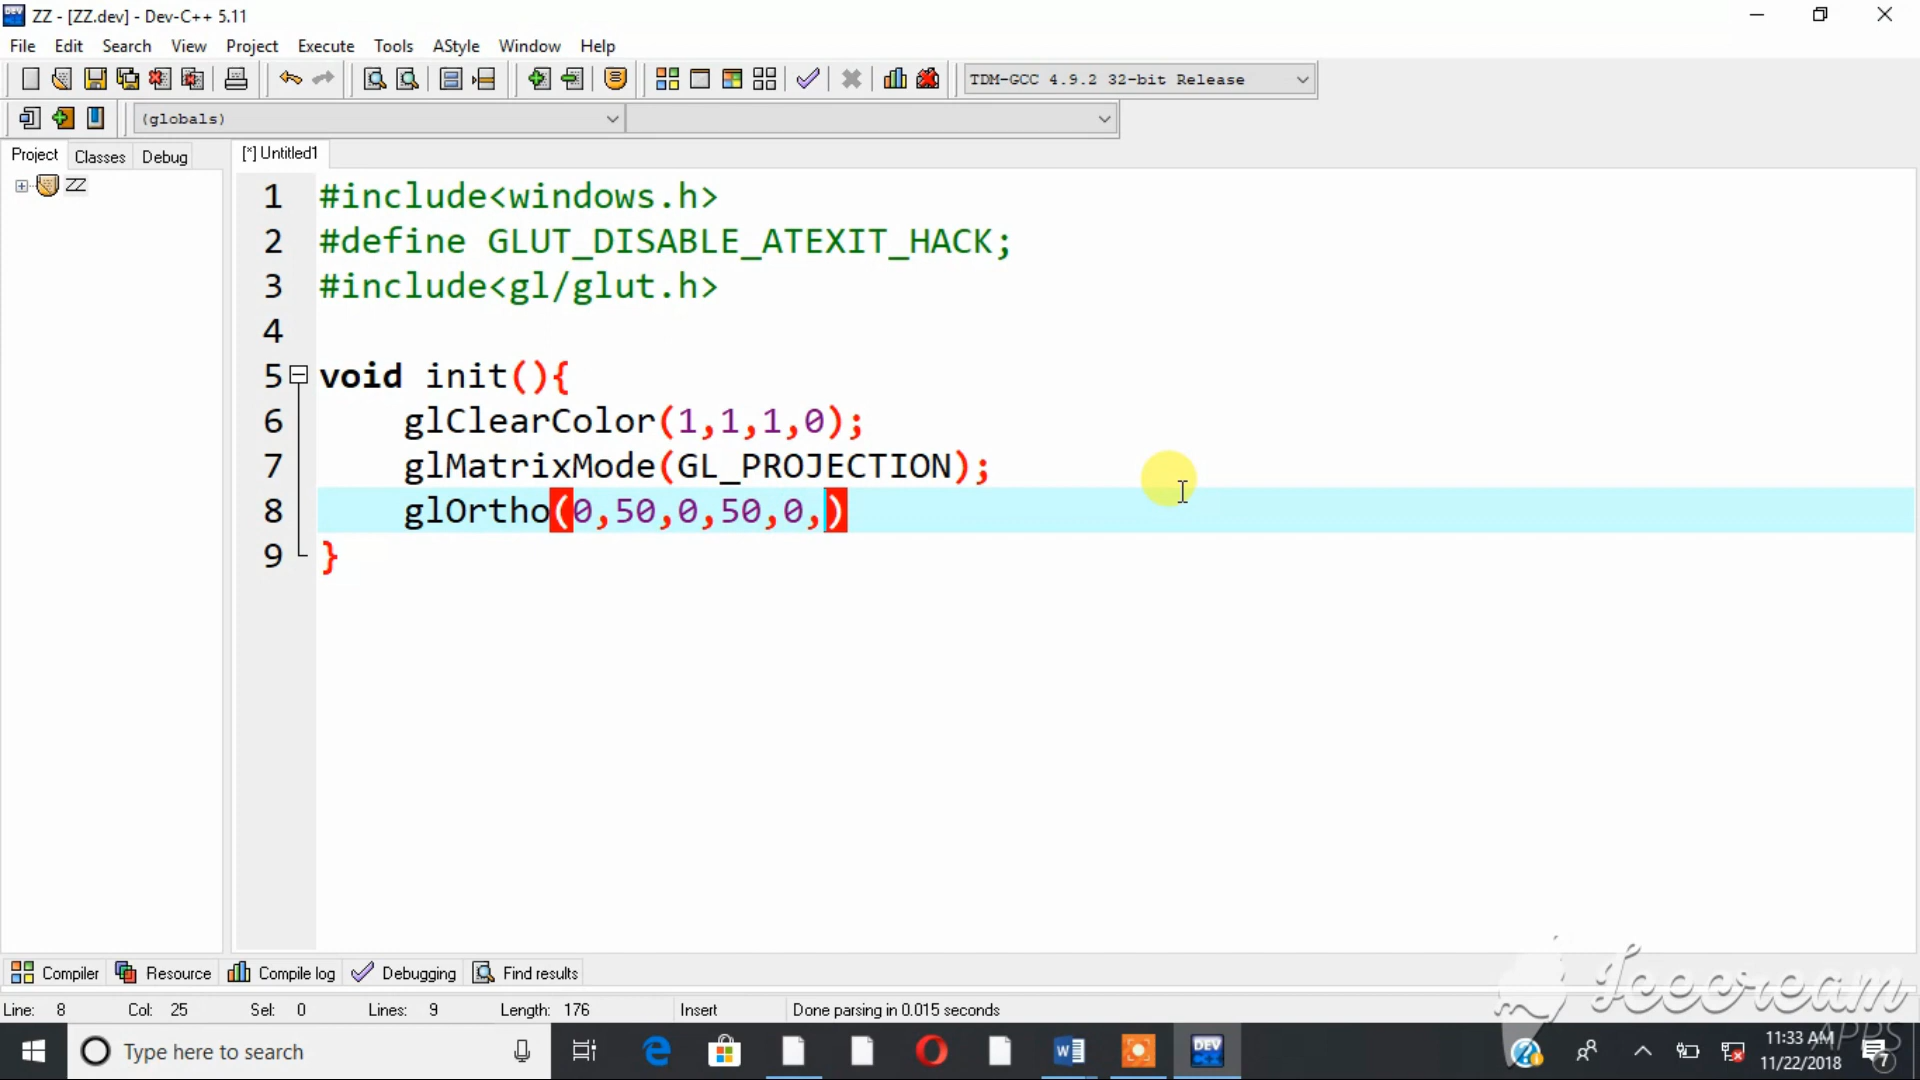 ZZ - [ZZ.dev] - Dev-C++ 5.11
File Edit Search View Project Execute Tools AStyle Window Help
TDM-GCC 4.9.2 32-bit Release
(globals)
Project Classes Debug
[*] Untitled1
ZZ
1 #include<windows.h>
2 #define GLUT_DISABLE_ATEXIT_HACK;
3 #include<gl/glut.h>
4
5 void init(){
6 glClearColor(1,1,1,0);
7 glMatrixMode(GL_PROJECTION);
8 glOrtho(0,50,0,50,0,)
9 }
Compiler Resource Compile log Debugging Find results
Line: 8 Col: 25 Sel: 0 Lines: 9 Length: 176 Insert Done parsing in 0.015 seconds
Icecream
APPS
Type here to search
DEV
11:33 AM
11/22/2018
7